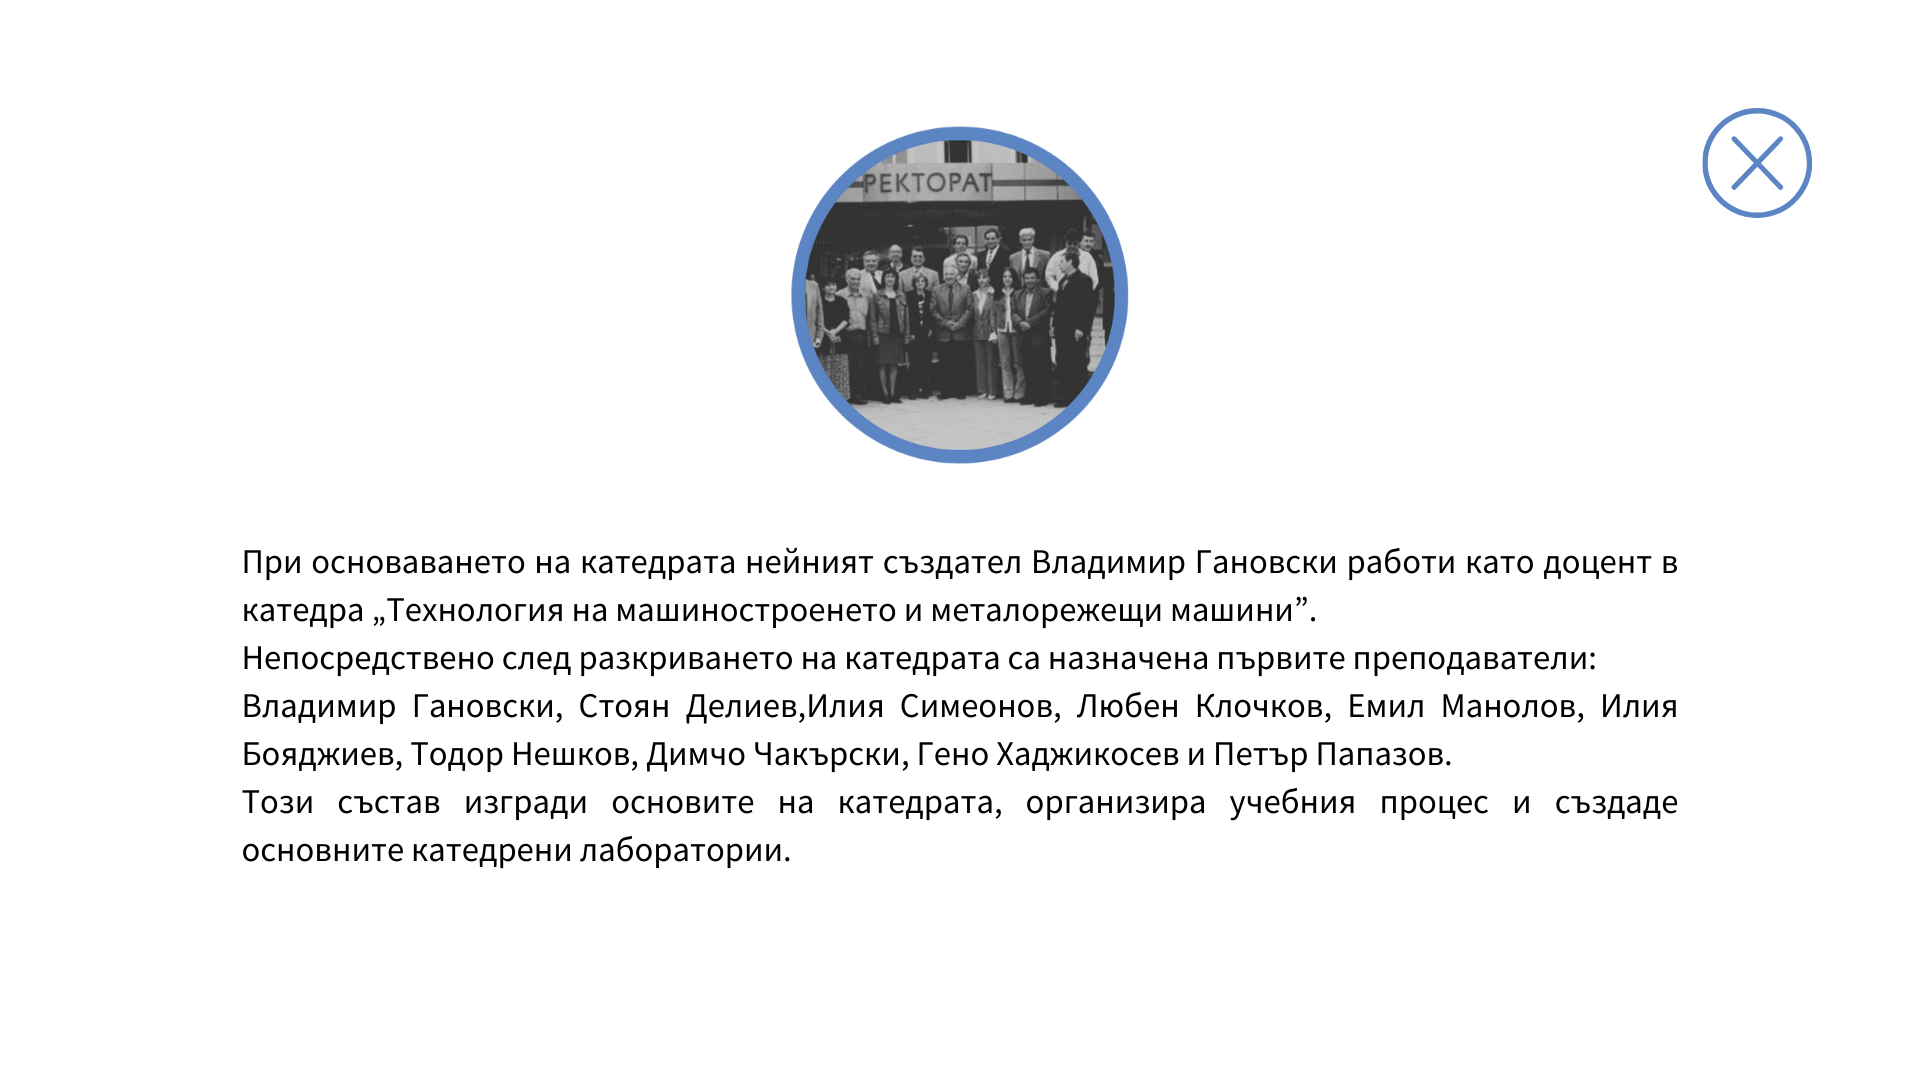 РЕКТОРАТ
При основаването на катедрата нейният създател Владимир Гановски работи като доцент в
катедра „Технология на машиностроенето и металорежещи машини”.
Непосредствено след разкриването на катедрата са назначена първите преподаватели:
Владимир Гановски, Стоян Делиев,Илия Симеонов, Любен Клочков, Емил Манолов, Илия
Бояджиев, Тодор Нешков, Димчо Чакърски, Гено Хаджикосев и Петър Папазов.
Този състав изгради основите на катедрата, организира учебния процес и създаде
основните катедрени лаборатории.